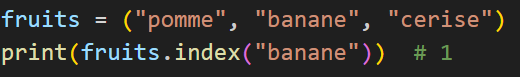 fruits = ("pomme", "banane", "cerise")
print(fruits.index("banane"))  # 1